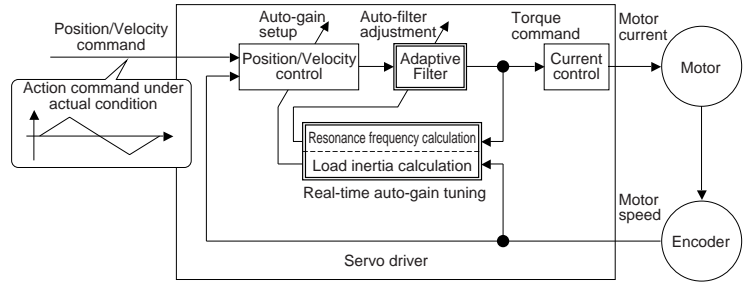 Position/Velocity
command
Auto-gain
setup
Auto-filter
adjustment
Torque
command
Motor
current
Action command under
actual condition
Position/Velocity
control
Adaptive
Filter
Current
control
Motor
Resonance frequency calculation
Load inertia calculation
Real-time auto-gain tuning
Motor
speed
Encoder
Servo driver